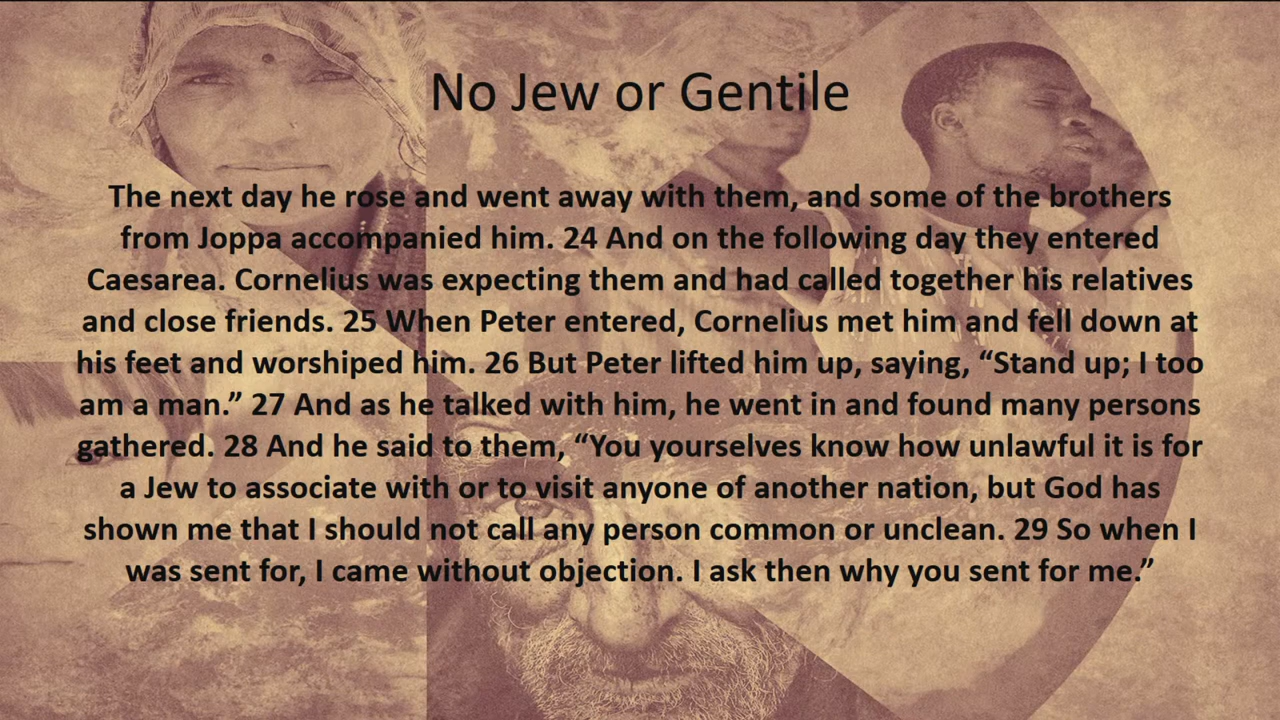 No Jew or Gentile
The next day he rose and went away with them, and some of the brothers
from Joppa accompanied him. 24 And on the following day they entered
Caesarea. Cornelius was expecting them and had called together his relatives
and close friends. 25 When Peter entered, Cornelius met him and fell down at
his feet and worshiped him. 26 But Peter lifted him up, saying, “Stand up; I too
am a man.” 27 And as he talked with him, he went in and found many persons
gathered. 28 And he said to them, “You yourselves know how unlawful it is for
a Jew to associate with or to visit anyone of another nation, but God has
shown me that I should not call any person common or unclean. 29 So when I
was sent for, I came without objection. I ask then why you sent for me.”